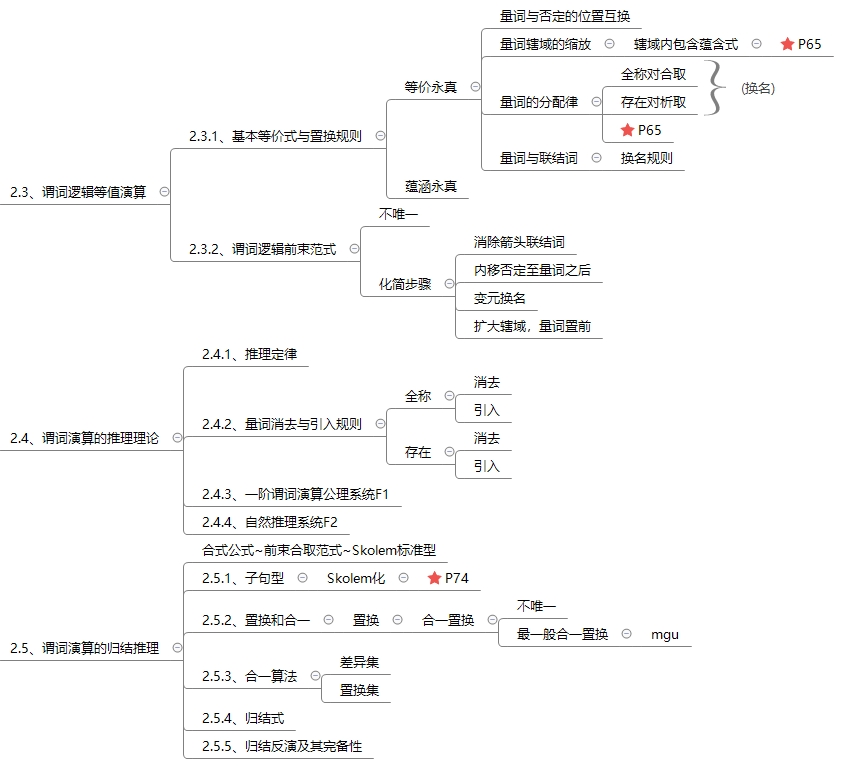 2.3、谓词逻辑等值演算
2.3.1、基本等价式与置换规则
等价永真
量词与否定的位置互换
量词辖域的缩放
辖域内包含蕴含式
P65
量词的分配律
全称对合取
存在对析取
(换名)
P65
量词与联结词
换名规则
蕴涵永真
2.3.2、谓词逻辑前束范式
不唯一
化简步骤
消除箭头联结词
内移否定至量词之后
变元换名
扩大辖域，量词置前
2.4、谓词演算的推理理论
2.4.1、推理定律
2.4.2、量词消去与引入规则
全称
消去
引入
存在
消去
引入
2.4.3、一阶谓词演算公理系统F1
2.4.4、自然推理系统F2
2.5、谓词演算的归结推理
合式公式~前束合取范式~Skolem标准型
2.5.1、子句型
Skolem化
P74
2.5.2、置换和合一
置换
合一置换
不唯一
最一般合一置换
mgu
2.5.3、合一算法
差异集
置换集
2.5.4、归结式
2.5.5、归结反演及其完备性